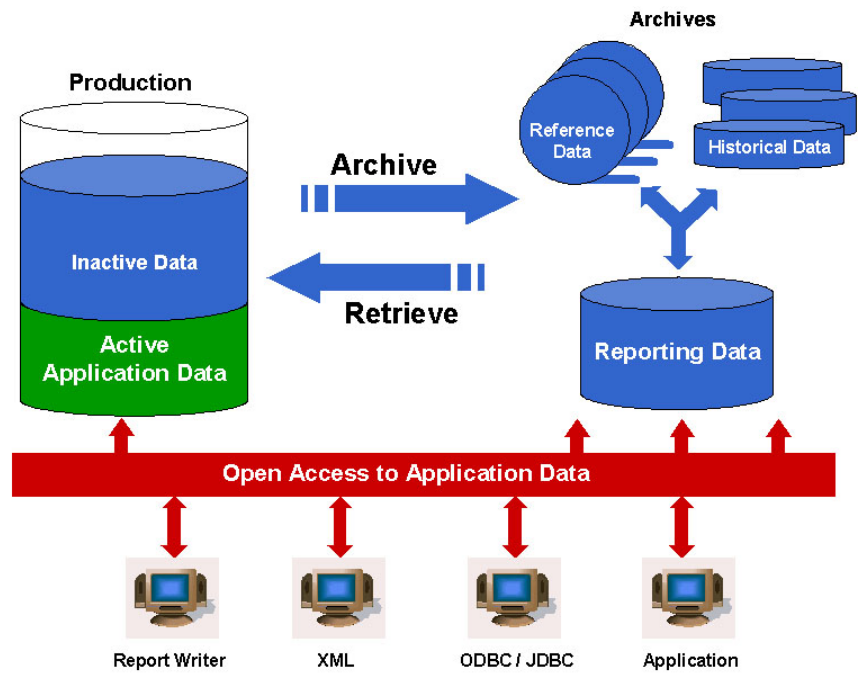 Archives
Production
Reference
Data
Historical Data
Archive
Inactive Data
Retrieve
Active
Application Data
Reporting Data
Open Access to Application Data
Report Writer
XML
ODBC / JDBC
Application